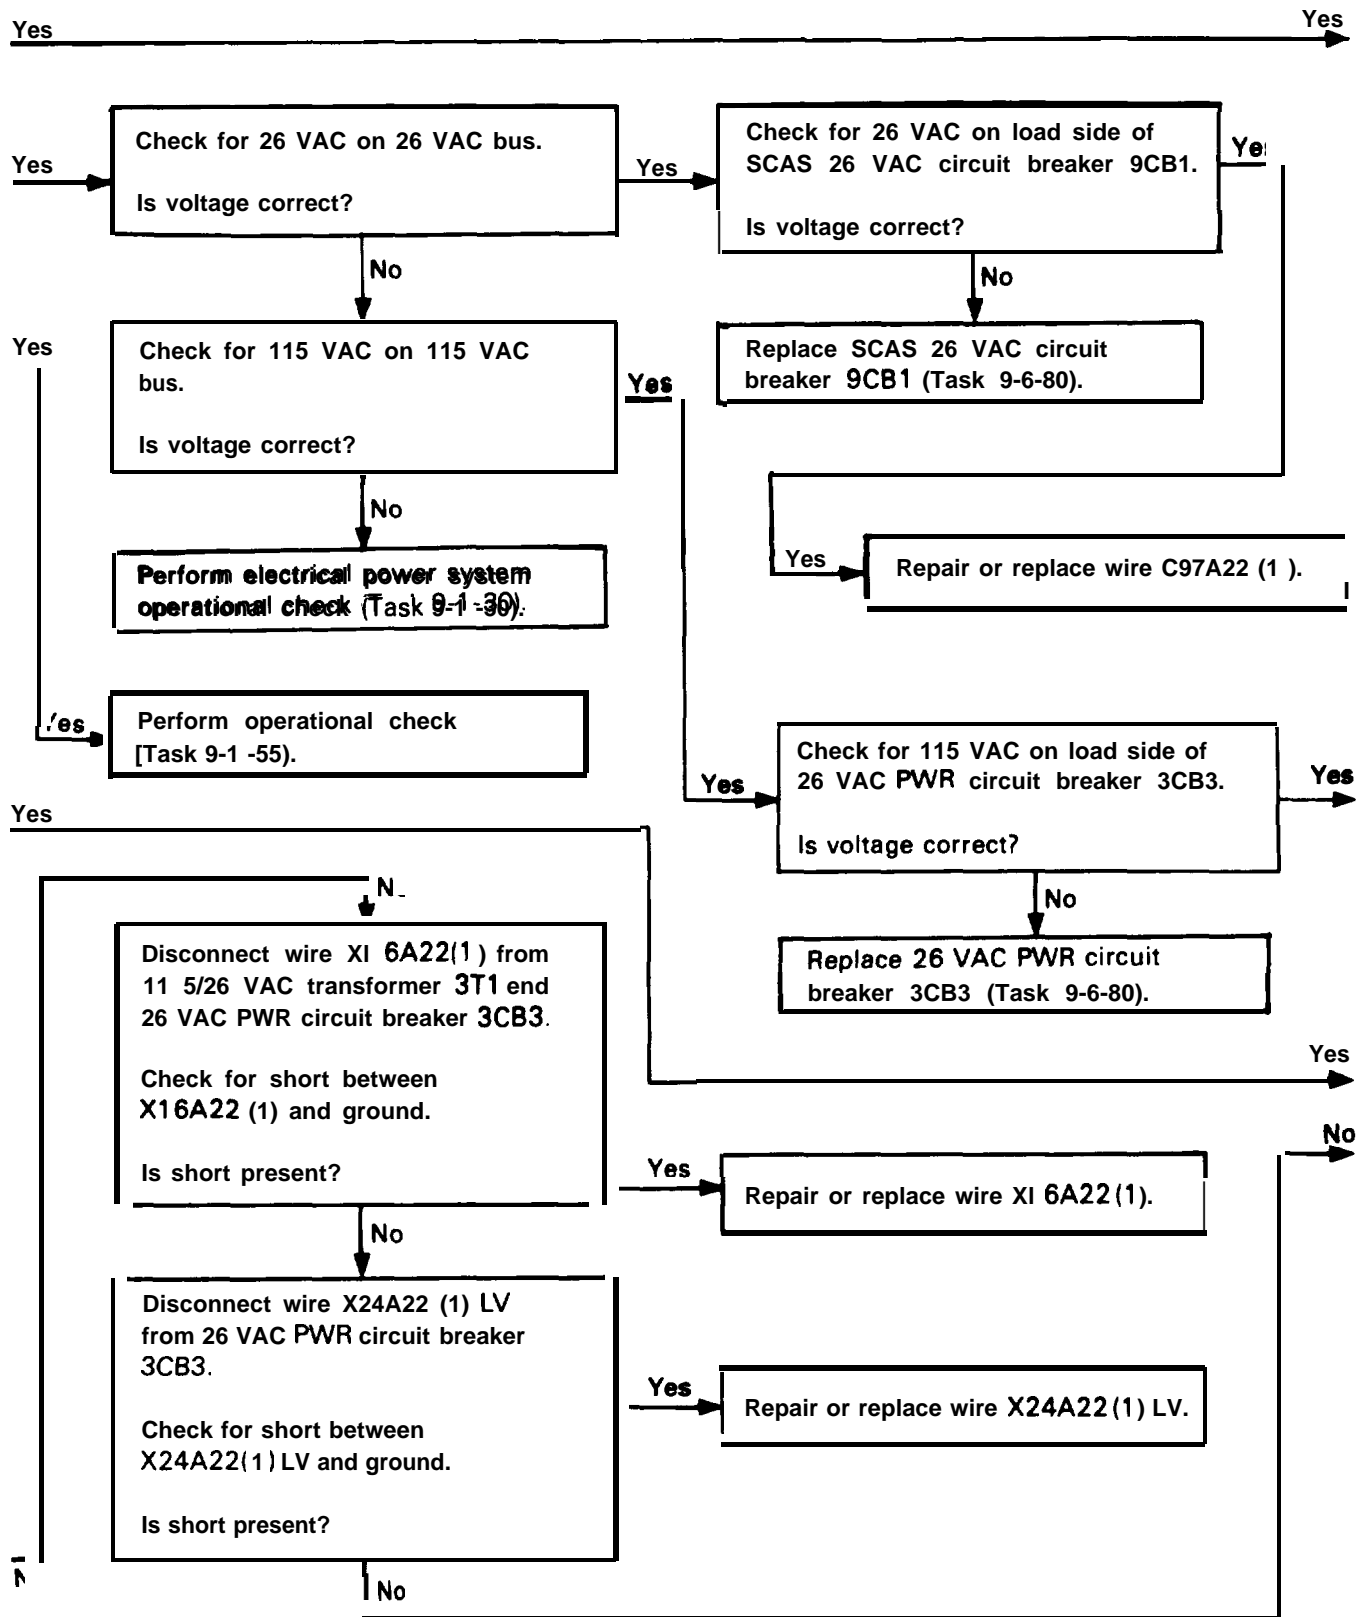 Yes
Yes
Yes
Check for 26 VAC on 26 VAC bus.
Is voltage correct?
Yes
Check for 26 VAC on load side of
SCAS 26 VAC circuit breaker 9CB1.
Is voltage correct?
Yes
No
No
Yes
Check for 115 VAC on 115 VAC
bus.
Is voltage correct?
Yes
Replace SCAS 26 VAC circuit
breaker 9CB1 (Task 9-6-80).
No
Perform electrical power system
operational check (Task 9-1-30).
Yes
Repair or replace wire C97A22 (1 ).
Yes
Perform operational check
[Task 9-1 -55).
Yes
Check for 115 VAC on load side of
26 VAC PWR circuit breaker 3CB3.
Is voltage correct?
Yes
No
Replace 26 VAC PWR circuit
breaker 3CB3 (Task 9-6-80).
Yes
Yes
N
Disconnect wire XI 6A22(1) from
11 5/26 VAC transformer 3T1 end
26 VAC PWR circuit breaker 3CB3.
Check for short between
X16A22 (1) and ground.
Is short present?
Yes
Repair or replace wire XI 6A22(1).
No
No
Disconnect wire X24A22 (1) LV
from 26 VAC PWR circuit breaker
3CB3.
Check for short between
X24A22(1) LV and ground.
Is short present?
Yes
Repair or replace wire X24A22(1) LV.
N
No